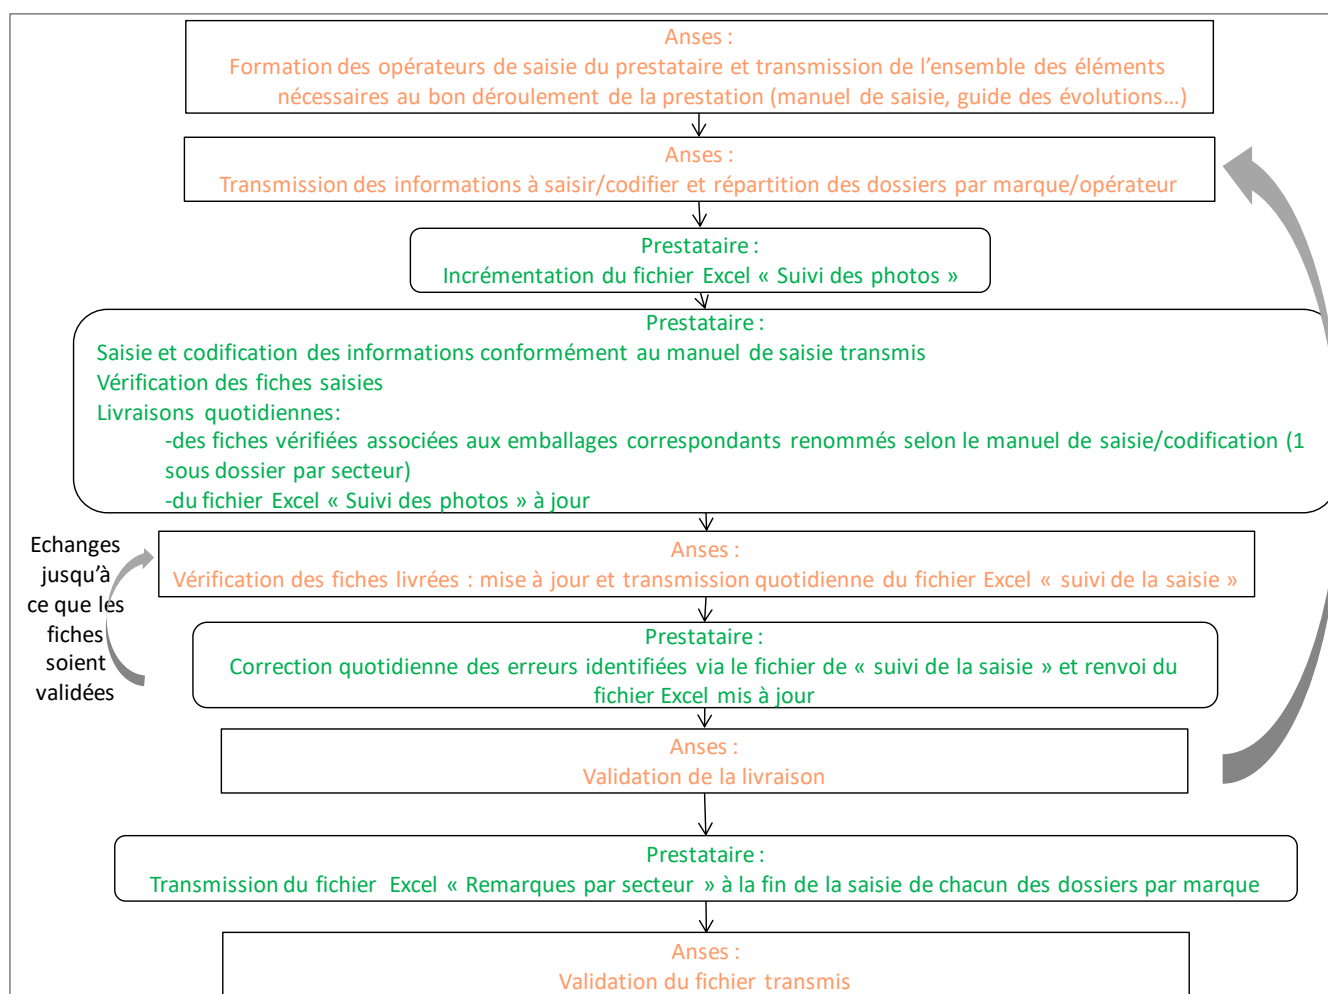 Anses :
Formation des opérateurs de saisie du prestataire et transmission de l’ensemble des éléments
nécessaires au bon déroulement de la prestation (manuel de saisie, guide des évolutions…)
Anses :
Transmission des informations à saisir/codifier et répartition des dossiers par marque/opérateur
Prestataire :
Incrémentation du fichier Excel « Suivi des photos »
Prestataire :
Saisie et codification des informations conformément au manuel de saisie transmis
Vérification des fiches saisies
Livraisons quotidiennes:
-des fiches vérifiées associées aux emballages correspondants renommés selon le manuel de saisie/codification (1
sous dossier par secteur)
-du fichier Excel « Suivi des photos » à jour
Echanges
jusqu’à
ce que les
fiches
soient
validées
Anses :
Vérification des fiches livrées : mise à jour et transmission quotidienne du fichier Excel « suivi de la saisie »
Prestataire :
Correction quotidienne des erreurs identifiées via le fichier de « suivi de la saisie » et renvoi du
fichier Excel mis à jour
Anses :
Validation de la livraison
Prestataire :
Transmission du fichier Excel « Remarques par secteur » à la fin de la saisie de chacun des dossiers par marque
Anses :
Validation du fichier transmis